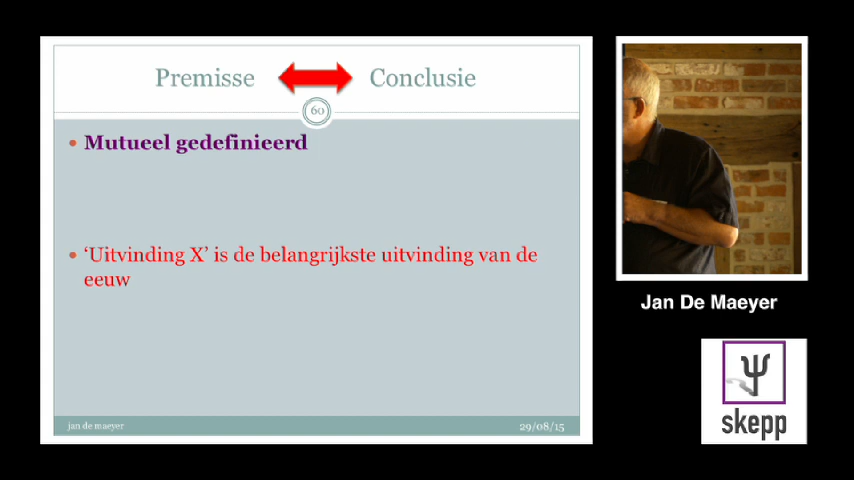 Premisse Conclusie
60
• Mutueel gedefinieerd
• ‘Uitvinding X’ is de belangrijkste uitvinding van de
eeuw
jan de maeyer 29/08/15
Jan De Maeyer
skepp